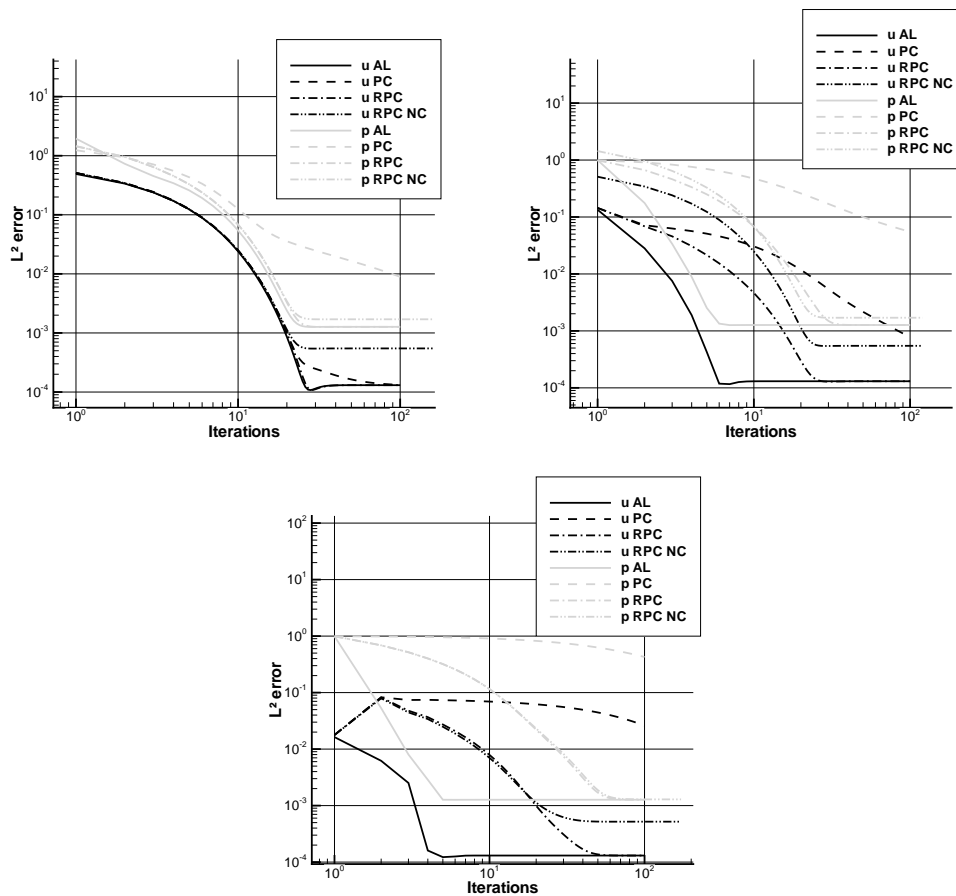 u AL
u PC
u RPC
u RPC NC
p AL
p PC
p RPC
p RPC NC
10¹
10⁰
10⁻¹
10⁻²
10⁻³
10⁻⁴
L² error
10⁰
10¹
10²
Iterations
u AL
u PC
u RPC
u RPC NC
p AL
p PC
p RPC
p RPC NC
10¹
10⁰
10⁻¹
10⁻²
10⁻³
10⁻⁴
L² error
10⁰
10¹
10²
Iterations
u AL
u PC
u RPC
u RPC NC
p AL
p PC
p RPC
p RPC NC
10²
10¹
10⁰
10⁻¹
10⁻²
10⁻³
10⁻⁴
L² error
10⁰
10¹
10²
Iterations